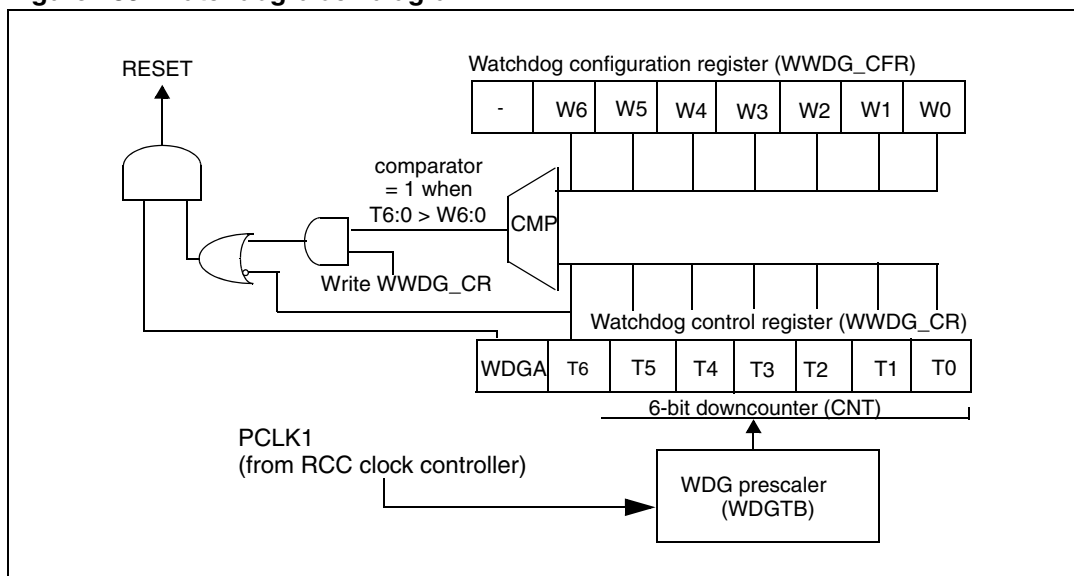 RESET
Watchdog configuration register (WWDG_CFR)
- W6 W5 W4 W3 W2 W1 W0
comparator
= 1 when
T6:0 > W6:0
CMP
Write WWDG_CR
Watchdog control register (WWDG_CR)
WDGA T6 T5 T4 T3 T2 T1 T0
6-bit downcounter (CNT)
PCLK1
(from RCC clock controller)
WDG prescaler
(WDGTB)